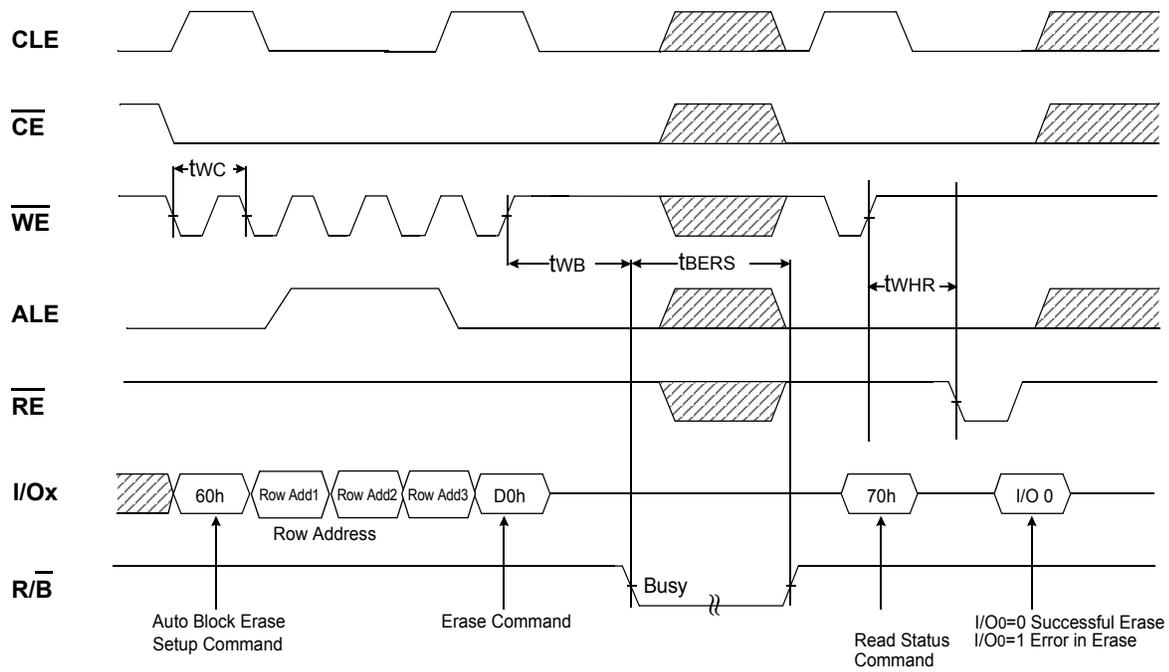 CLE
CE
tWC
WE
tWB
tBERS
tWHR
ALE
RE
I/Ox
60h
Row Add1
Row Add2
Row Add3
D0h
70h
I/O 0
Row Address
R/B
Busy
Auto Block Erase
Setup Command
Erase Command
Read Status
Command
I/O0=0 Successful Erase
I/O0=1 Error in Erase